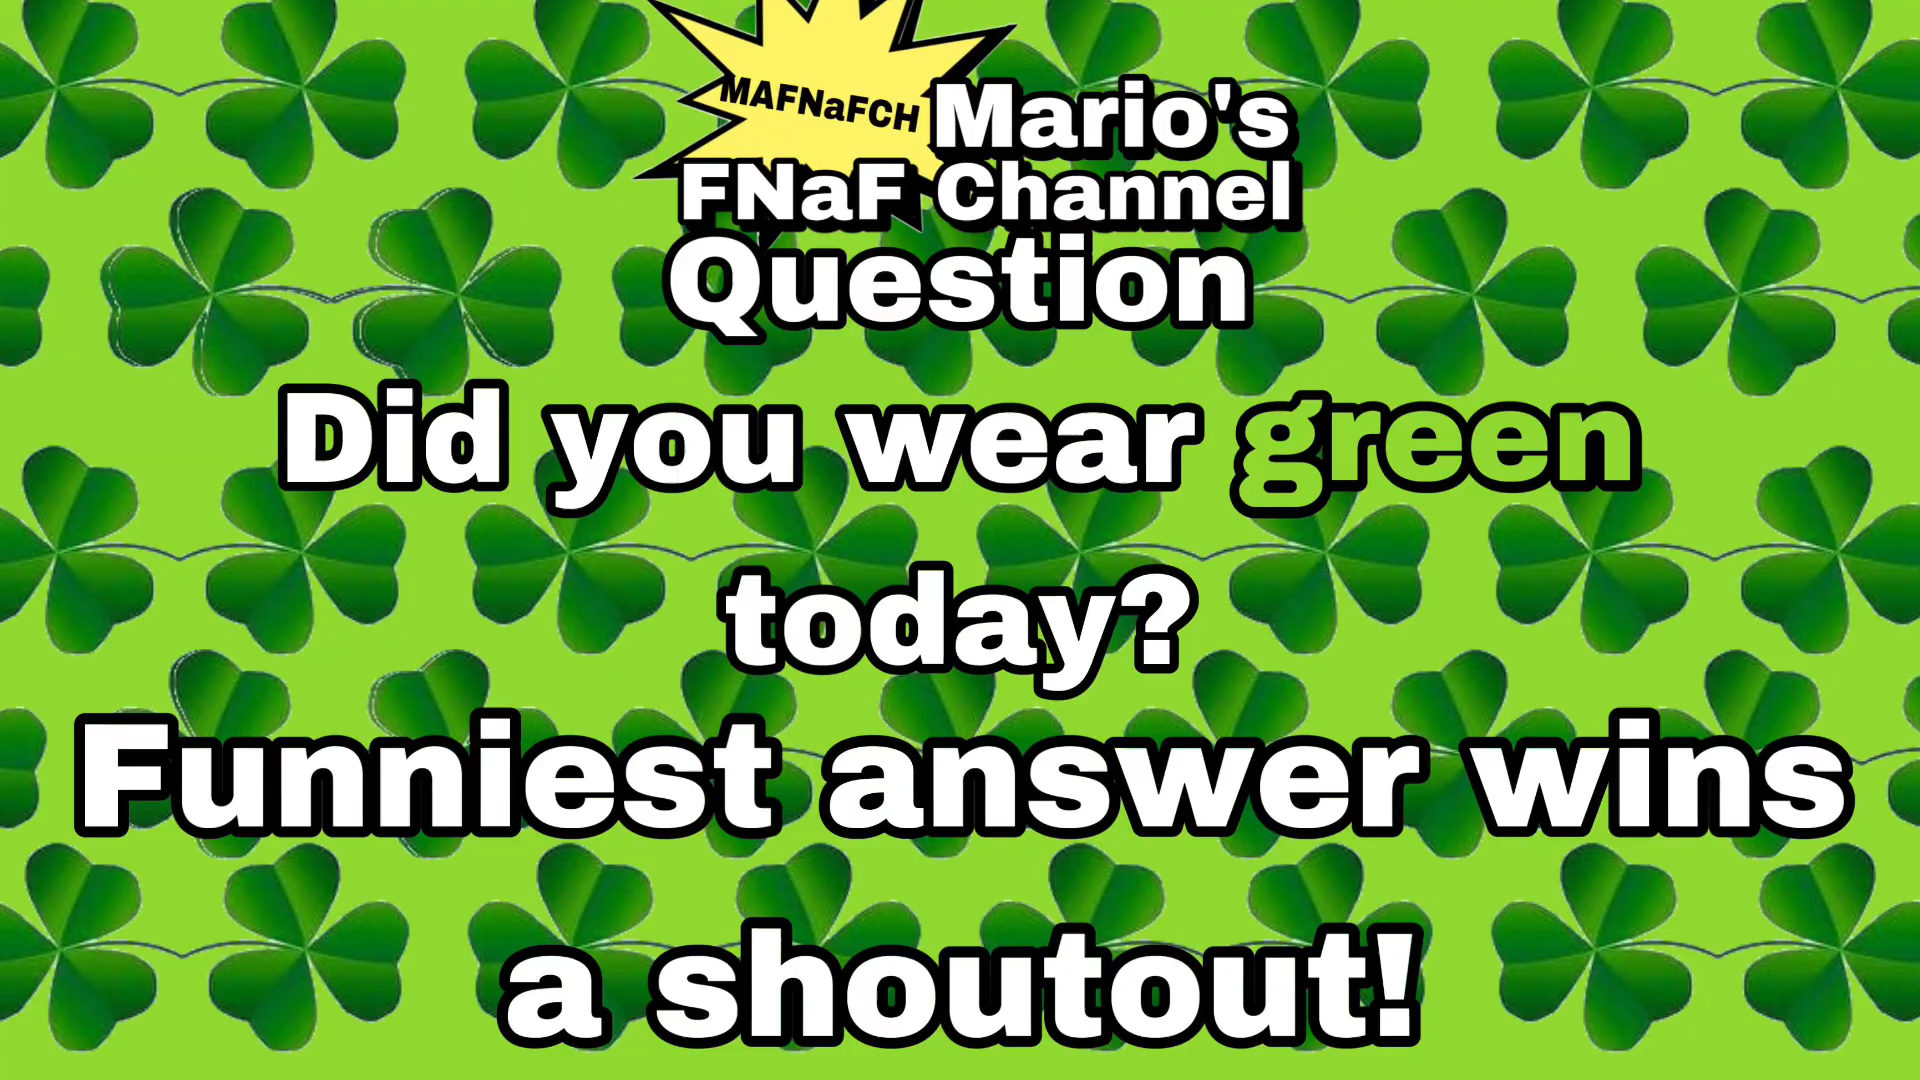 MAFNaFCH
Mario's
FNaF Channel
Question
Did you wear green
today?
Funniest answer wins
a shoutout!